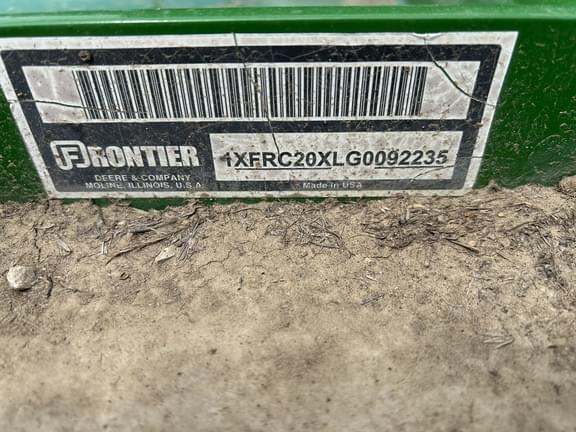 FRONTIER
DEERE & COMPANY
MOLINE, ILLINOIS, U.S.A.
1XFRC20XLG0092235
Made in USA